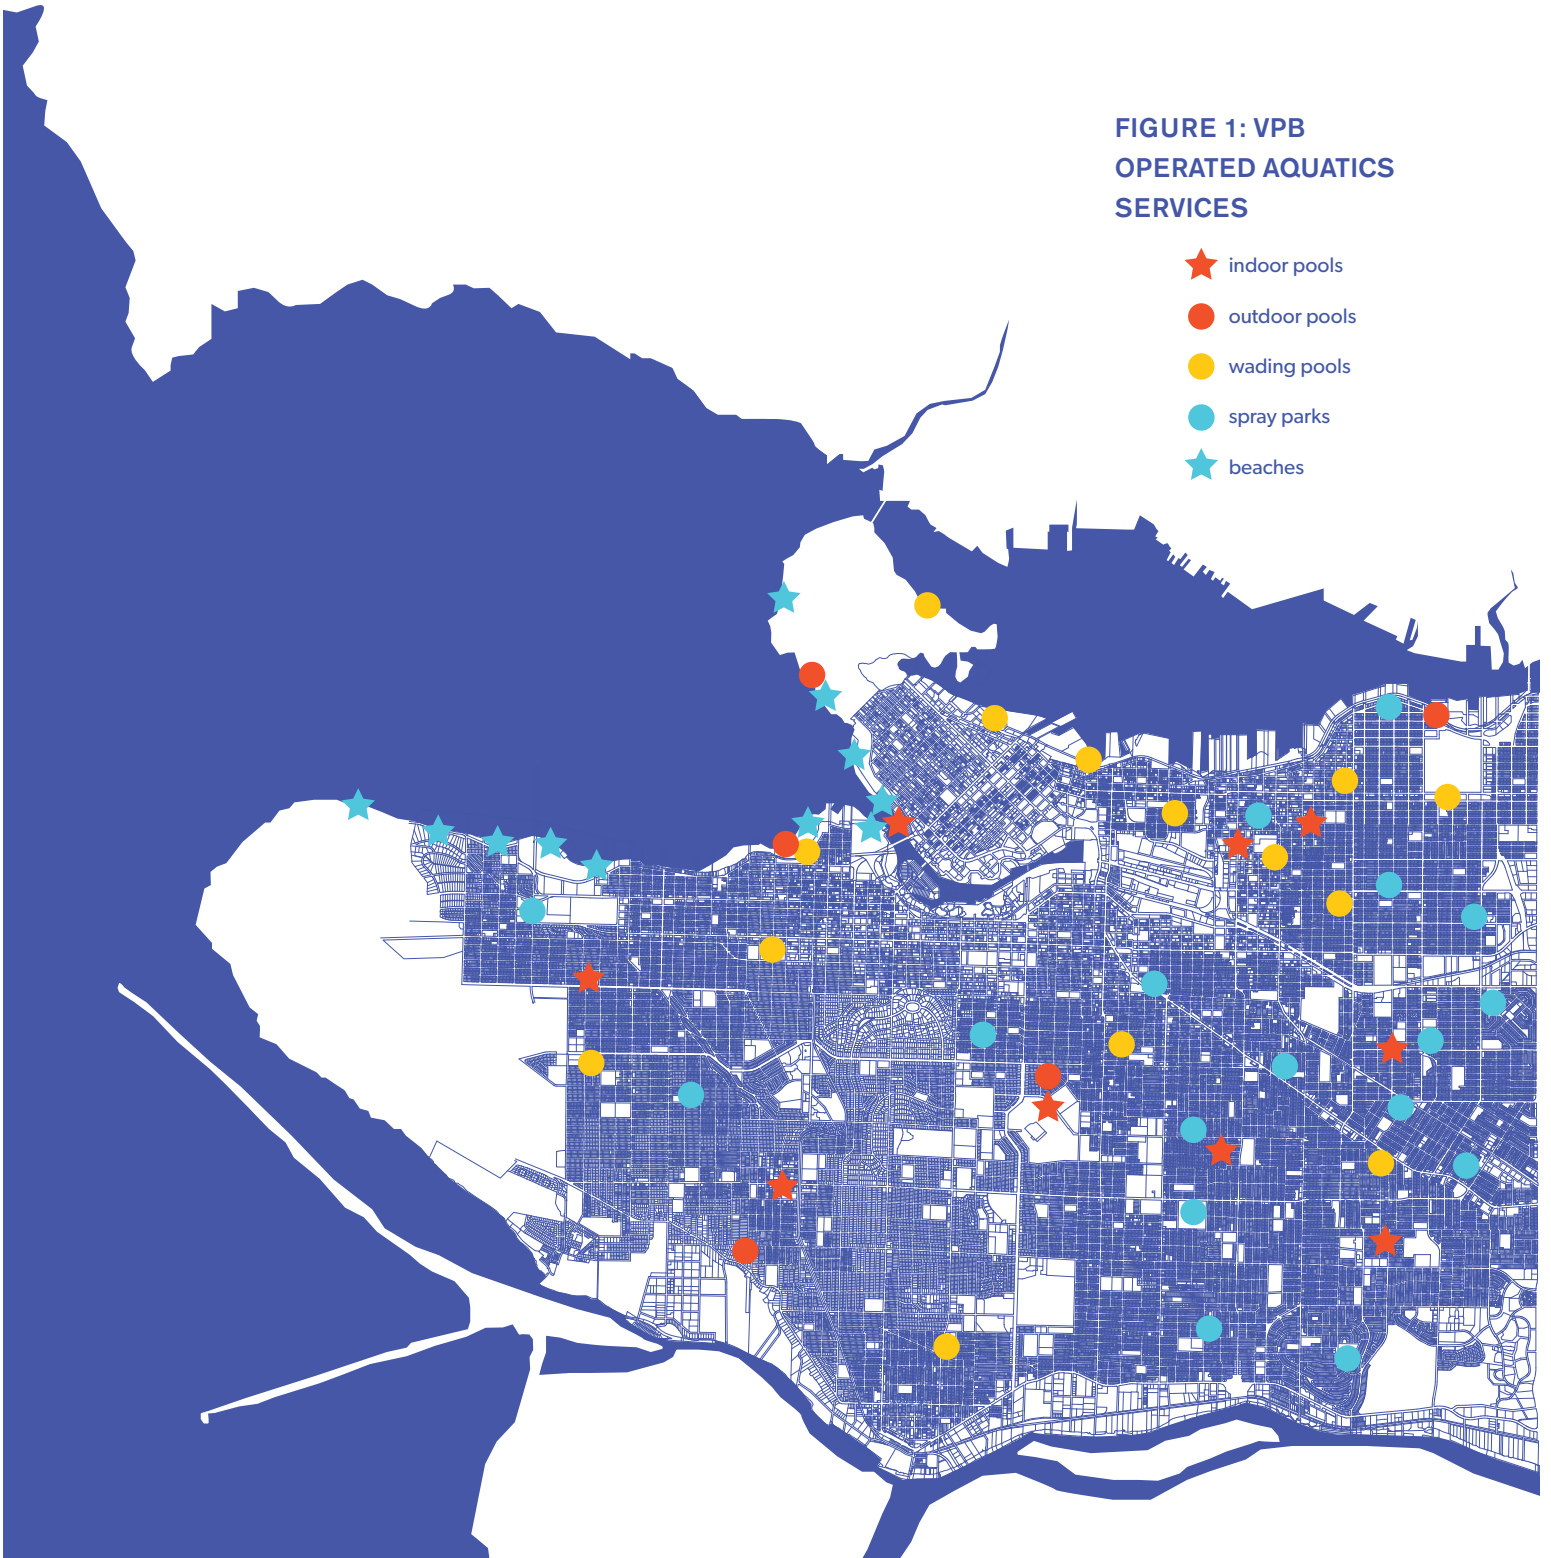 FIGURE 1: VPB
OPERATED AQUATICS
SERVICES
indoor pools
outdoor pools
wading pools
spray parks
beaches